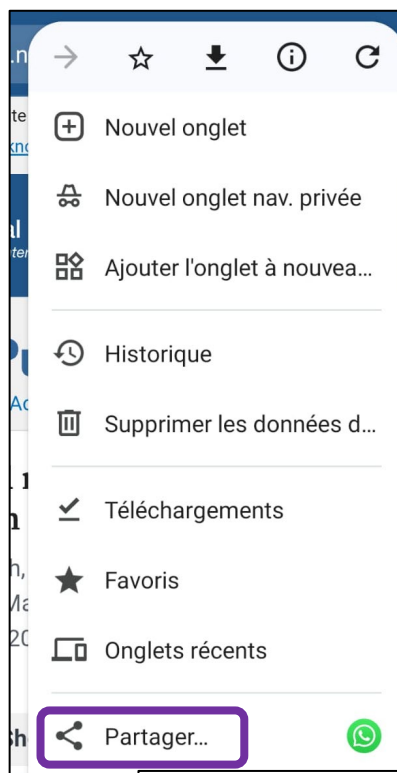 Nouvel onglet
Nouvel onglet nav. privée
Ajouter l'onglet à nouvea...
Historique
Supprimer les données d...
Téléchargements
Favoris
Onglets récents
Partager...